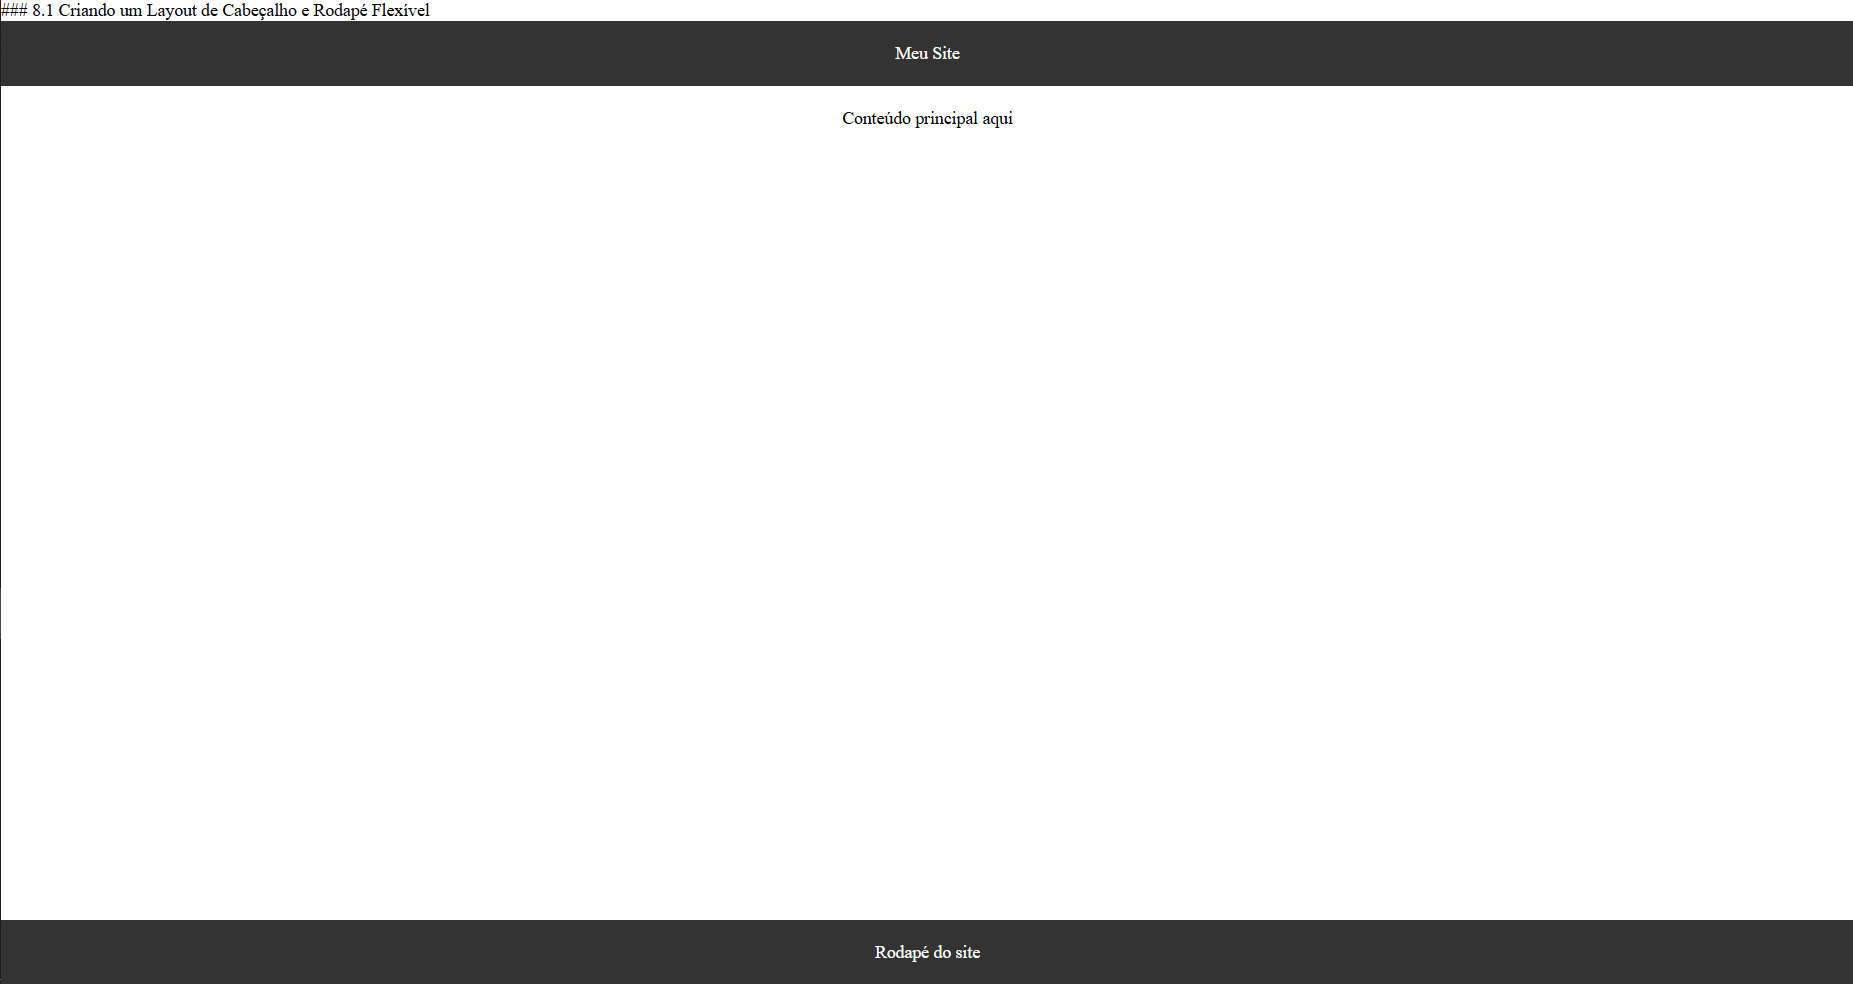 ### 8.1 Criando um Layout de Cabeçalho e Rodapé Flexível
Meu Site
Conteúdo principal aqui
Rodapé do site